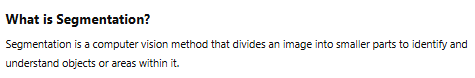 What is Segmentation?
Segmentation is a computer vision method that divides an image into smaller parts to identify and
understand objects or areas within it.